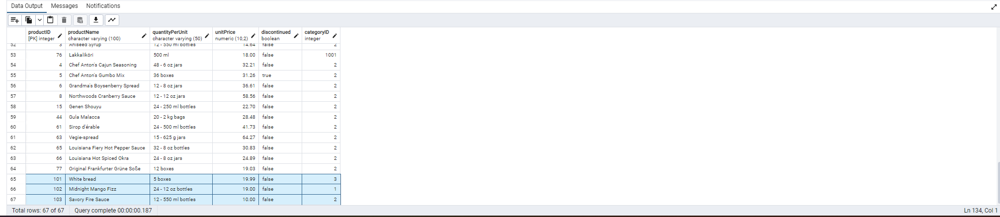 Data Output Messages Notifications
productID productName quantityPerUnit unitPrice discontinued categoryID
[PK] integer character varying (100) character varying (50) numeric (10,2) boolean integer
52 3 Aniseed Syrup 12 - 550 ml bottles 14.64 false 2
53 76 Lakkalikööri 500 ml 18.00 false 1001
54 4 Chef Anton's Cajun Seasoning 48 - 6 oz jars 32.21 false 2
55 5 Chef Anton's Gumbo Mix 36 boxes 31.26 true 2
56 6 Grandma's Boysenberry Spread 12 - 8 oz jars 36.61 false 2
57 8 Northwoods Cranberry Sauce 12 - 12 oz jars 58.56 false 2
58 15 Genen Shouyu 24 - 250 ml bottles 22.70 false 2
59 44 Gula Malacca 20 - 2 kg bags 28.48 false 2
60 61 Sirop d'érable 24 - 500 ml bottles 41.73 false 2
61 63 Vegie-spread 15 - 625 g jars 64.27 false 2
62 65 Louisiana Fiery Hot Pepper Sauce 32 - 8 oz bottles 30.83 false 2
63 66 Louisiana Hot Spiced Okra 24 - 8 oz jars 24.89 false 2
64 77 Original Frankfurter Grüne Soße 12 boxes 19.03 false 2
65 101 White bread 5 boxes 19.99 false 3
66 102 Midnight Mango Fizz 24 - 12 oz bottles 19.00 false 1
67 103 Savory Fire Sauce 12 - 550 ml bottles 10.00 false 2
Total rows: 67 of 67 Query complete 00:00:00.187 Ln 134, Col 1